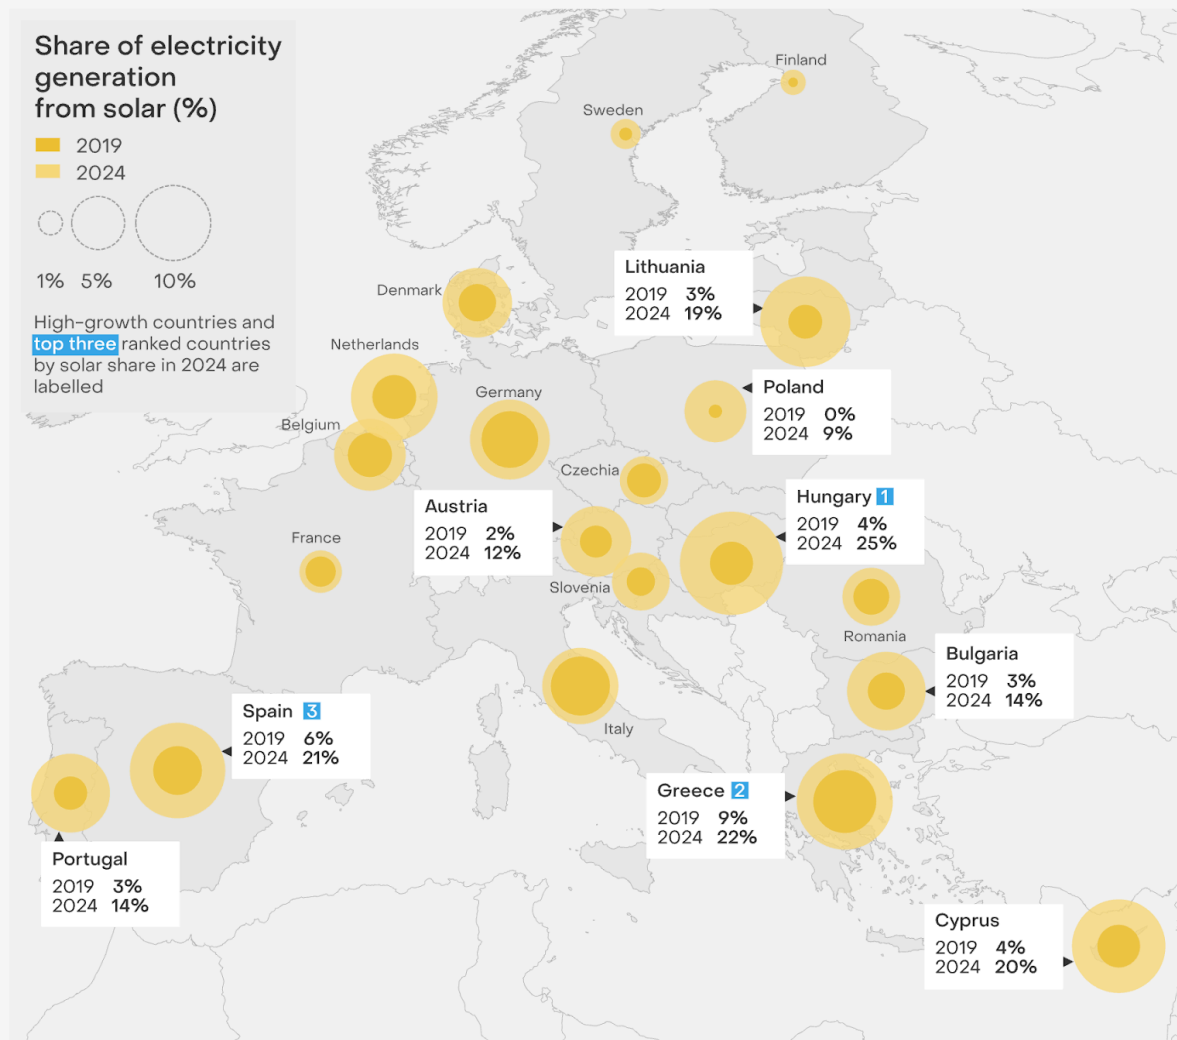 Share of electricity
generation
from solar (%)
2019
2024
1% 5% 10%
High-growth countries and
top three ranked countries
by solar share in 2024 are
labelled
Finland
Sweden
Denmark
Lithuania
2019 3%
2024 19%
Netherlands
Germany
Poland
2019 0%
2024 9%
Belgium
Czechia
Austria
2019 2%
2024 12%
Hungary 1
2019 4%
2024 25%
France
Slovenia
Romania
Bulgaria
2019 3%
2024 14%
Spain 3
2019 6%
2024 21%
Italy
Greece 2
2019 9%
2024 22%
Portugal
2019 3%
2024 14%
Cyprus
2019 4%
2024 20%